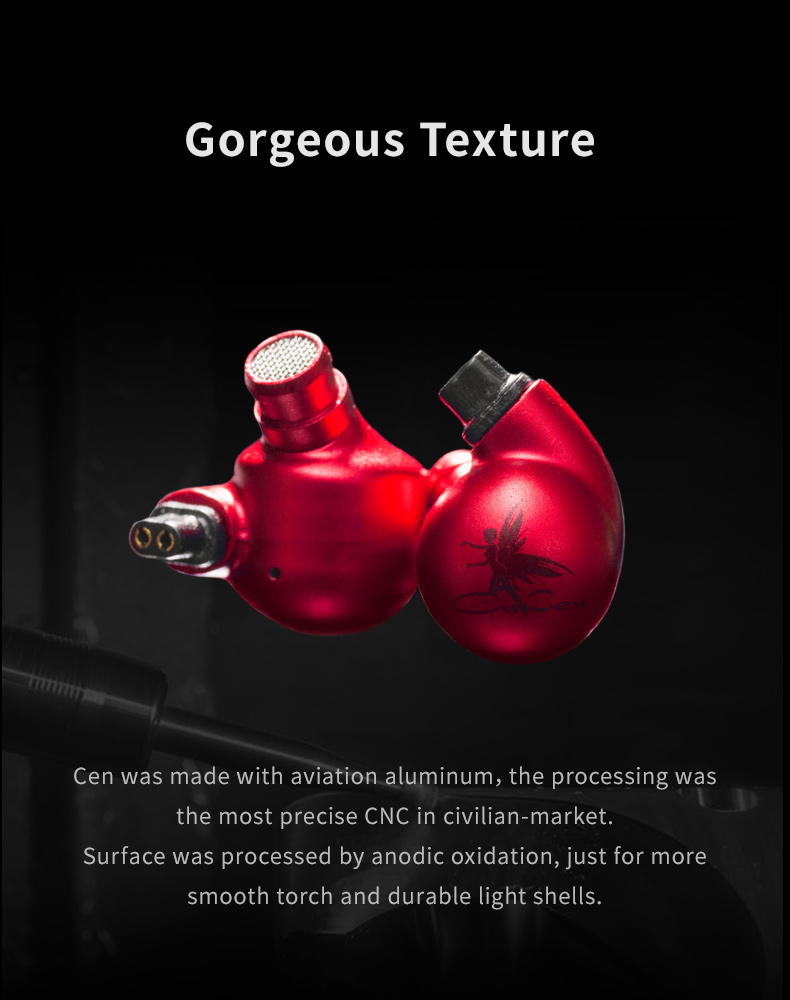 Gorgeous Texture
Cen was made with aviation aluminum, the processing was
the most precise CNC in civilian-market.
Surface was processed by anodic oxidation, just for more
smooth torch and durable light shells.